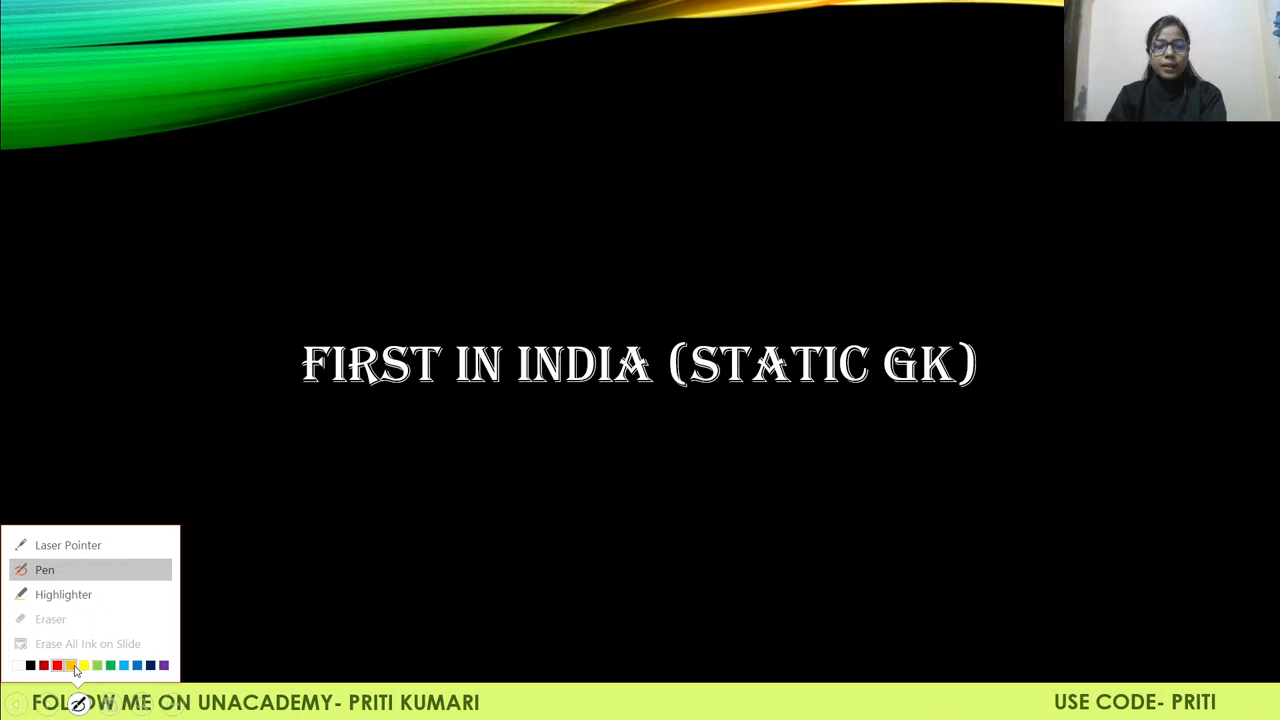 FIRST IN INDIA (STATIC GK)
Laser Pointer
Pen
Highlighter
Eraser
Erase All Ink on Slide
FOLLOW ME ON UNACADEMY- PRITI KUMARI
USE CODE- PRITI